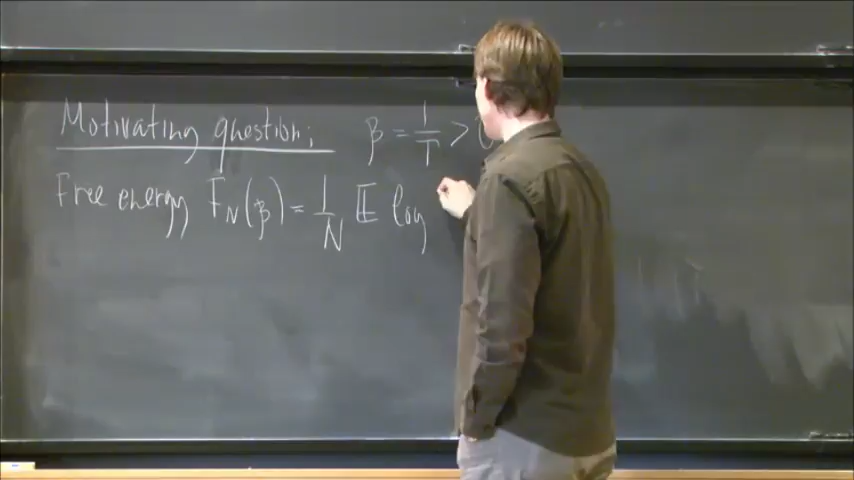 Motivating question: β = 1/T > 0
Free energy F_N(β) = 1/N 𝔼 log